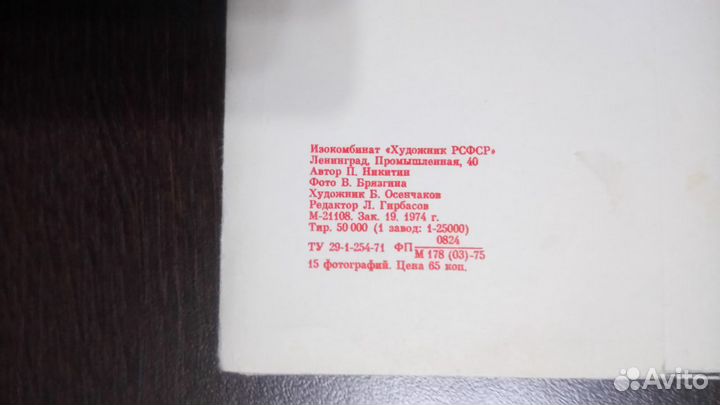 Изокомбинат «Художник РСФСР»
Ленинград, Промышленная, 40
Автор П. Никитин
Фото В. Брязгина
Художник Б. Осенчаков
Редактор Л. Гирбасов
М-21108. Зак. 19. 1974 г.
Тир. 50 000 (1 завод: 1-25000)
ТУ 29-1-254-71 ФП 0824
М 178 (03)-75
15 фотографий. Цена 65 коп.
Avito